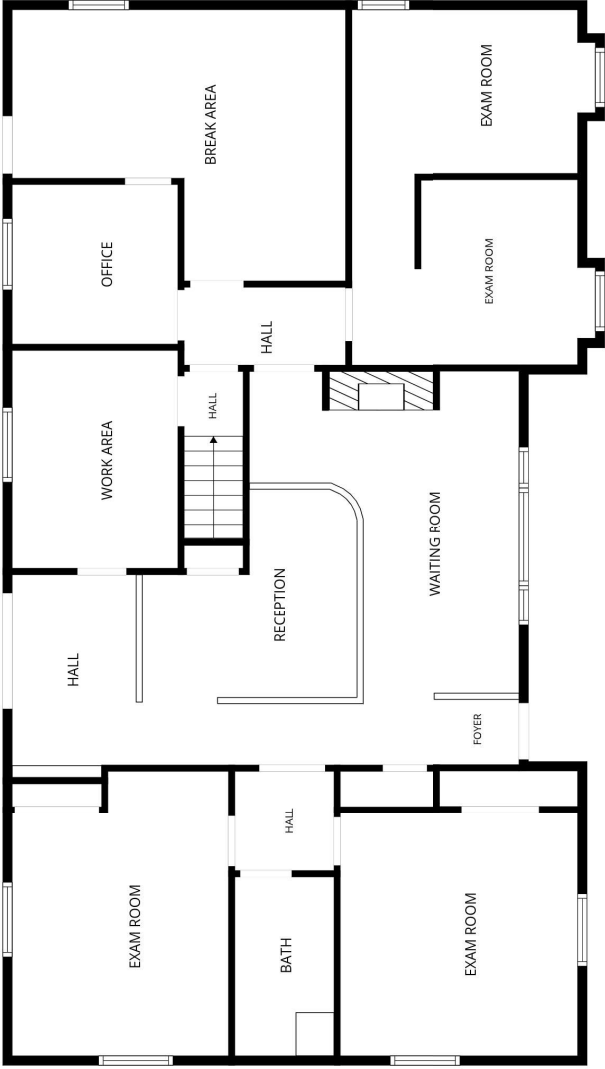 EXAM ROOM
BREAK AREA
OFFICE
EXAM ROOM
HALL
HALL
WORK AREA
WAITING ROOM
RECEPTION
HALL
FOYER
HALL
EXAM ROOM
BATH
EXAM ROOM